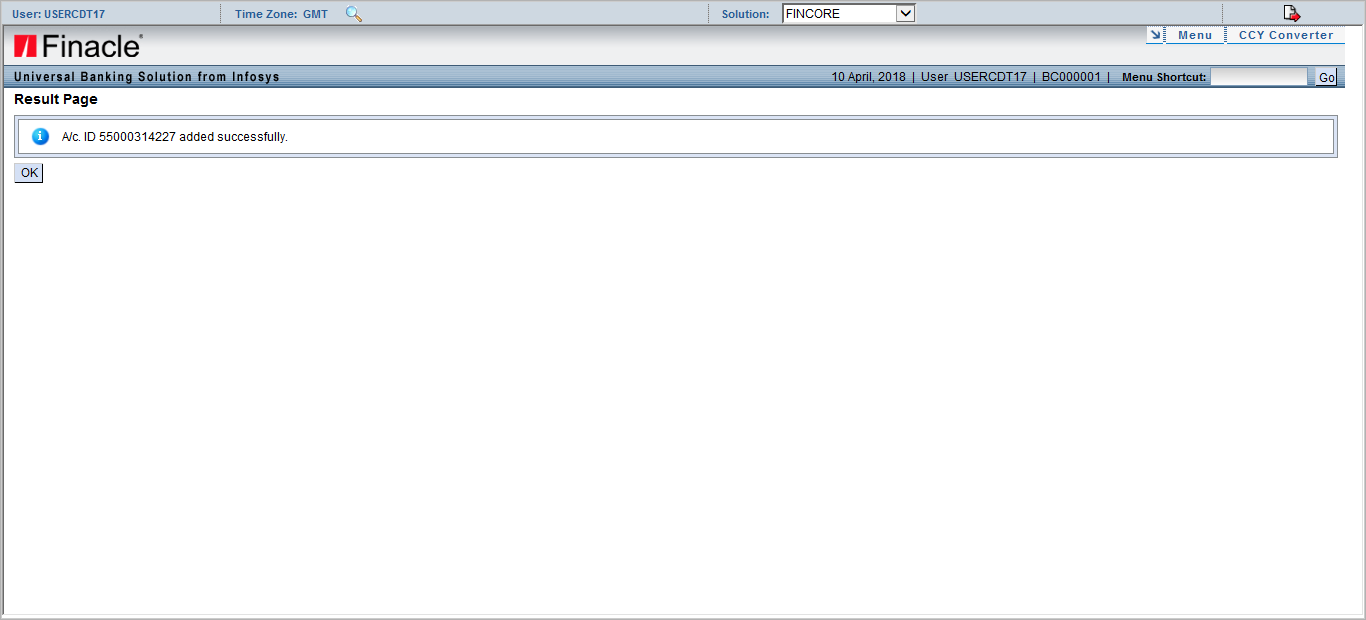 User: USERCDT17 Time Zone: GMT Solution: FINCORE
Finacle Menu CCY Converter
Universal Banking Solution from Infosys 10 April, 2018 | User USERCDT17 | BC000001 | Menu Shortcut: Go
Result Page
A/c. ID 55000314227 added successfully.
OK